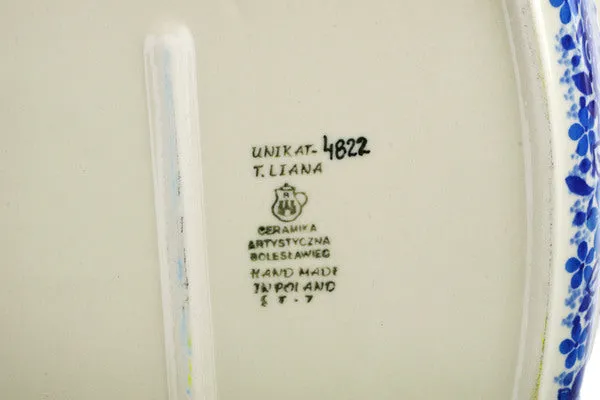 UNIKAT-4822
T. LIANA
B
CERAMIKA
ARTYSTYCZNA
BOLESŁAWIEC
HAND MADE
IN POLAND